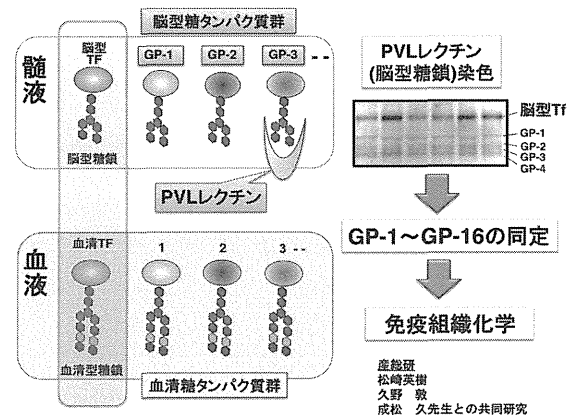 脳型糖タンパク質群
髄液
脳型
TF
GP-1
GP-2
GP-3
脳型糖鎖
PVLレクチン
血液
血清TF
1
2
3
血清型糖鎖
血清糖タンパク質群
PVLレクチン
(脳型糖鎖)染色
脳型Tf
GP-1
GP-2
GP-3
GP-4
GP-1〜GP-16の同定
免疫組織化学
産総研
松崎英樹
久野 敦
成松 久先生との共同研究